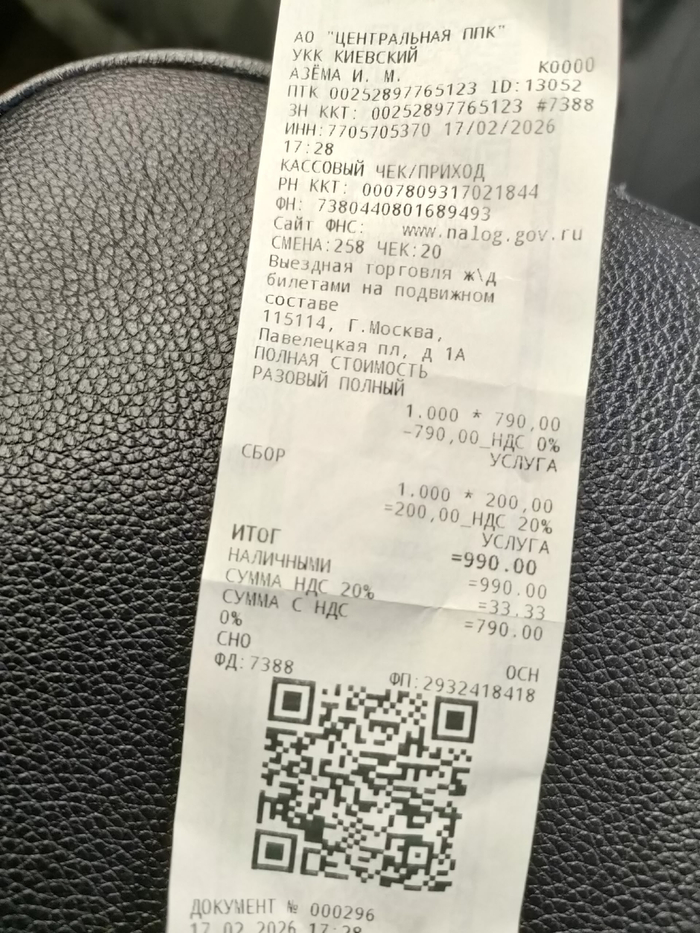 АО "ЦЕНТРАЛЬНАЯ ППК"
УКК КИЕВСКИЙ
АЗЁМА И. М. К0000
ПТК 00252897765123 ID:13052
ЗН ККТ: 00252897765123 #7388
ИНН:7705705370 17/02/2026
17:28
КАССОВЫЙ ЧЕК/ПРИХОД
РН ККТ: 0007809317021844
ФН: 7380440801689493
Сайт ФНС: www.nalog.gov.ru
СМЕНА:258 ЧЕК:20
Выездная торговля ж\д
билетами на подвижном
составе
115114, Г.Москва,
Павелецкая пл, д 1А
ПОЛНАЯ СТОИМОСТЬ
РАЗОВЫЙ ПОЛНЫЙ
1.000 * 790,00
=790,00_НДС 0%
УСЛУГА
СБОР
1.000 * 200,00
=200,00_НДС 20%
УСЛУГА
ИТОГ =990.00
НАЛИЧНЫМИ =990.00
СУММА НДС 20% =33.33
СУММА С НДС =790.00
0%
СНО ОСН
ФД:7388 ФП:2932418418
ДОКУМЕНТ № 000296
17.02.2026 17:28